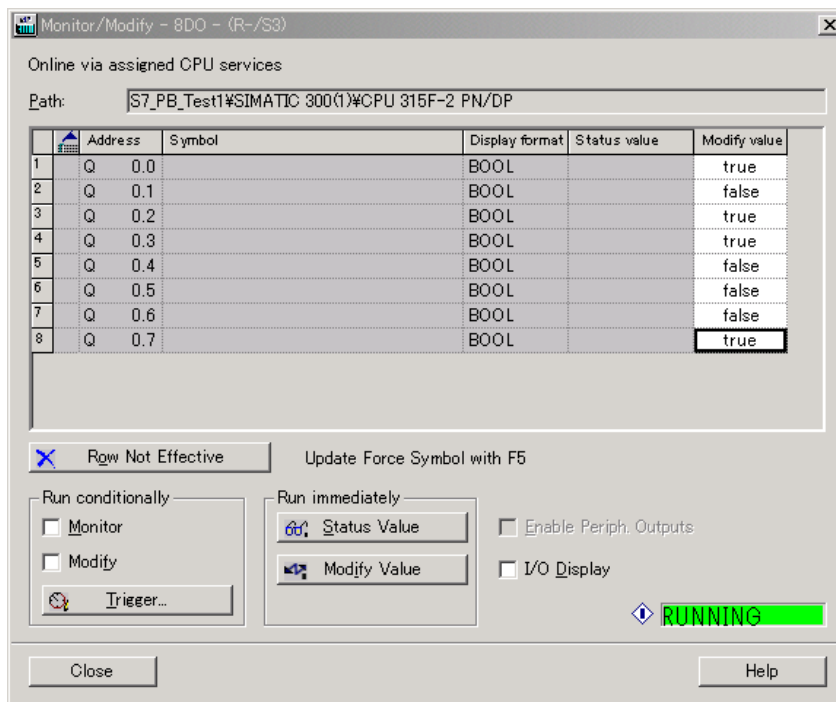 Monitor/Modify - 8DO - (R-/S3)
Online via assigned CPU services
Path: S7_PB_Test1¥SIMATIC 300(1)¥CPU 315F-2 PN/DP
Address Symbol Display format Status value Modify value
1 Q 0.0 BOOL true
2 Q 0.1 BOOL false
3 Q 0.2 BOOL true
4 Q 0.3 BOOL true
5 Q 0.4 BOOL false
6 Q 0.5 BOOL false
7 Q 0.6 BOOL false
8 Q 0.7 BOOL true
Row Not Effective Update Force Symbol with F5
Run conditionally
Monitor
Modify
Trigger...
Run immediately
Status Value
Modify Value
Enable Periph. Outputs
I/O Display
RUNNING
Close Help